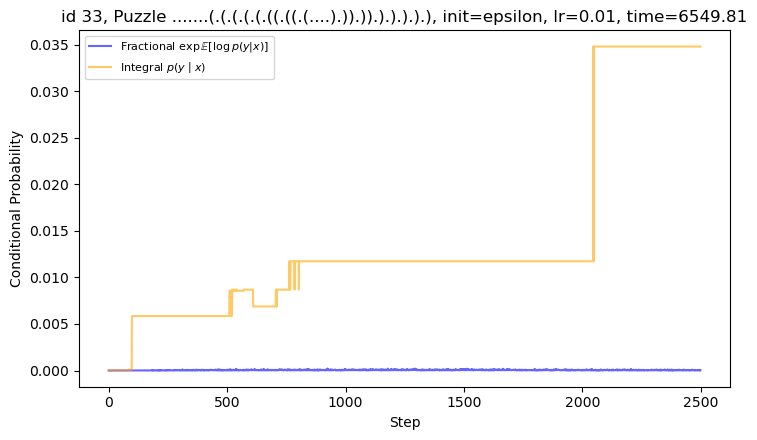 id 33, Puzzle .......(.(.(.(.(.((.((.(....).)).)).).).).).).), init=epsilon, lr=0.01, time=6549.81
Fractional exp𝔼[log p(y|x)]
Integral p(y | x)
Conditional Probability
0.035
0.030
0.025
0.020
0.015
0.010
0.005
0.000
0
500
1000
1500
2000
2500
Step